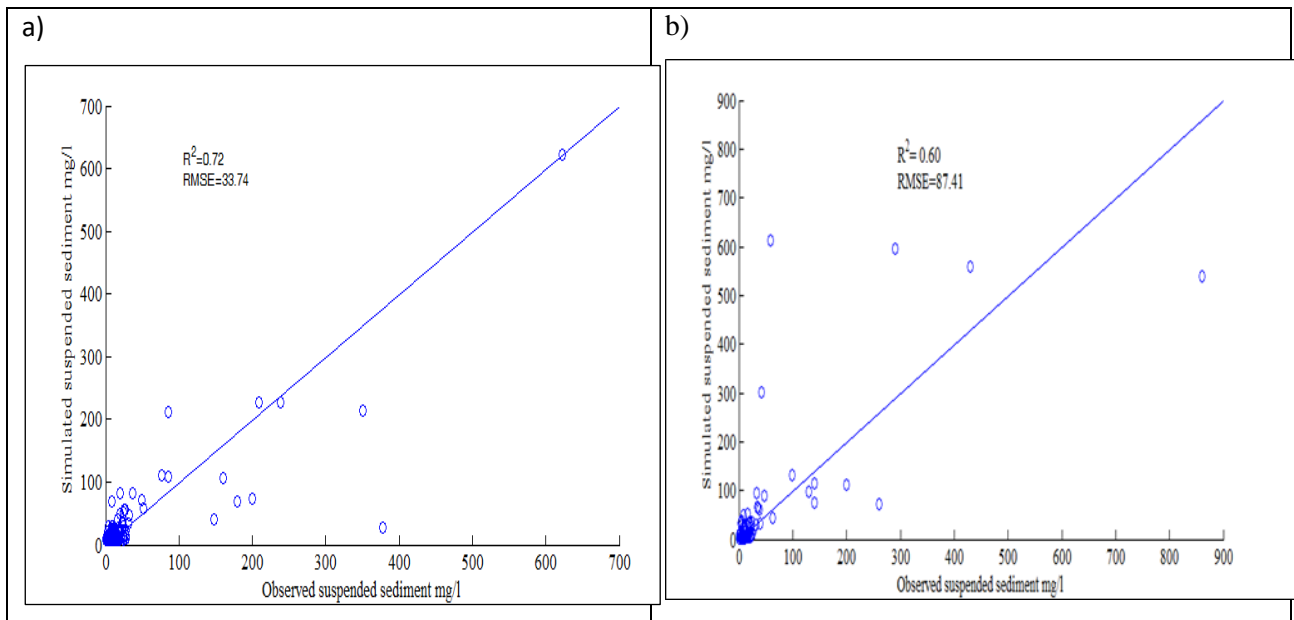 a)
Simulated suspended sediment mg/l
700
600
500
400
300
200
100
0
R²=0.72
RMSE=33.74
0 100 200 300 400 500 600 700
Observed suspended sediment mg/l
b)
Simulated suspended sediment mg/l
900
800
700
600
500
400
300
200
100
0
R²= 0.60
RMSE=87.41
0 100 200 300 400 500 600 700 800 900
Observed suspended sediment mg/l